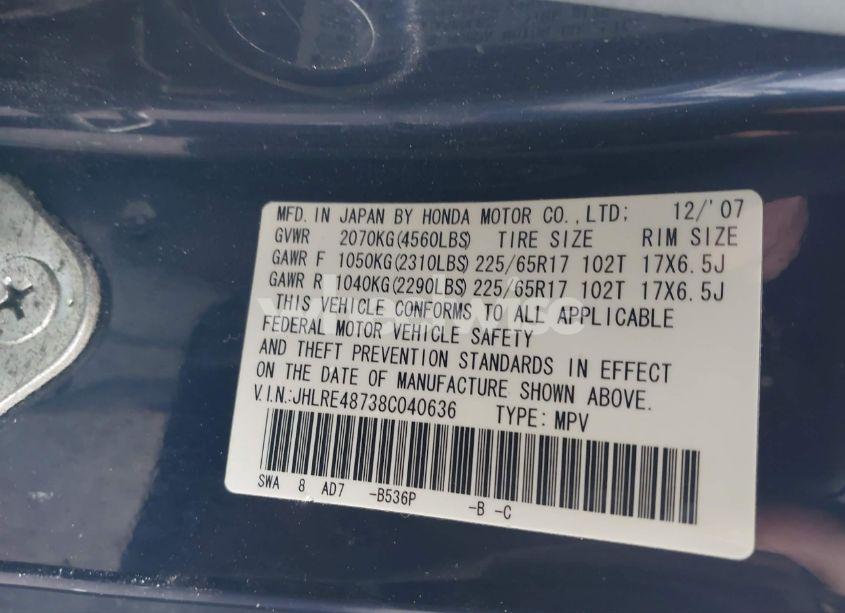 MFD. IN JAPAN BY HONDA MOTOR CO., LTD; 12/'07
GVWR 2070KG(4560LBS) TIRE SIZE RIM SIZE
GAWR F 1050KG(2310LBS) 225/65R17 102T 17X6.5J
GAWR R 1040KG(2290LBS) 225/65R17 102T 17X6.5J
THIS VEHICLE CONFORMS TO ALL APPLICABLE
FEDERAL MOTOR VEHICLE SAFETY
AND THEFT PREVENTION STANDARDS IN EFFECT
ON THE DATE OF MANUFACTURE SHOWN ABOVE.
V.I.N.:JHLRE48738C040636 TYPE: MPV
SWA 8 AD7 -B536P -B -C